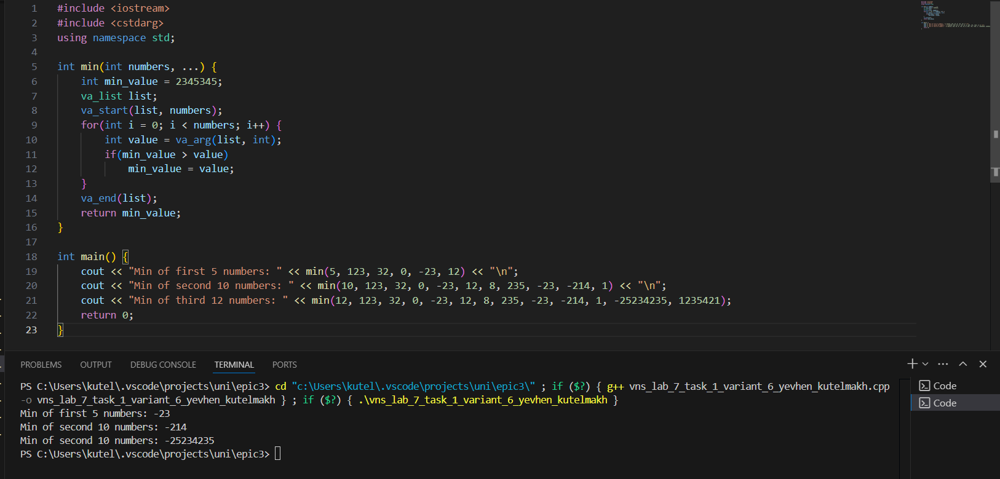 1 #include <iostream>
2 #include <cstdarg>
3 using namespace std;
4
5 int min(int numbers, ...) {
6     int min_value = 2345345;
7     va_list list;
8     va_start(list, numbers);
9     for(int i = 0; i < numbers; i++) {
10         int value = va_arg(list, int);
11         if(min_value > value)
12             min_value = value;
13     }
14     va_end(list);
15     return min_value;
16 }
17
18 int main() {
19     cout << "Min of first 5 numbers: " << min(5, 123, 32, 0, -23, 12) << "\n";
20     cout << "Min of second 10 numbers: " << min(10, 123, 32, 0, -23, 12, 8, 235, -23, -214, 1) << "\n";
21     cout << "Min of third 12 numbers: " << min(12, 123, 32, 0, -23, 12, 8, 235, -23, -214, 1, -25234235, 1235421);
22     return 0;
23 }
PROBLEMS OUTPUT DEBUG CONSOLE TERMINAL PORTS
PS C:\Users\kutel\.vscode\projects\uni\epic3> cd "c:\Users\kutel\.vscode\projects\uni\epic3\" ; if ($?) { g++ vns_lab_7_task_1_variant_6_yevhen_kutelmakh.cpp
-o vns_lab_7_task_1_variant_6_yevhen_kutelmakh } ; if ($?) { .\vns_lab_7_task_1_variant_6_yevhen_kutelmakh }
Min of first 5 numbers: -23
Min of second 10 numbers: -214
Min of second 10 numbers: -25234235
PS C:\Users\kutel\.vscode\projects\uni\epic3>
Code
Code